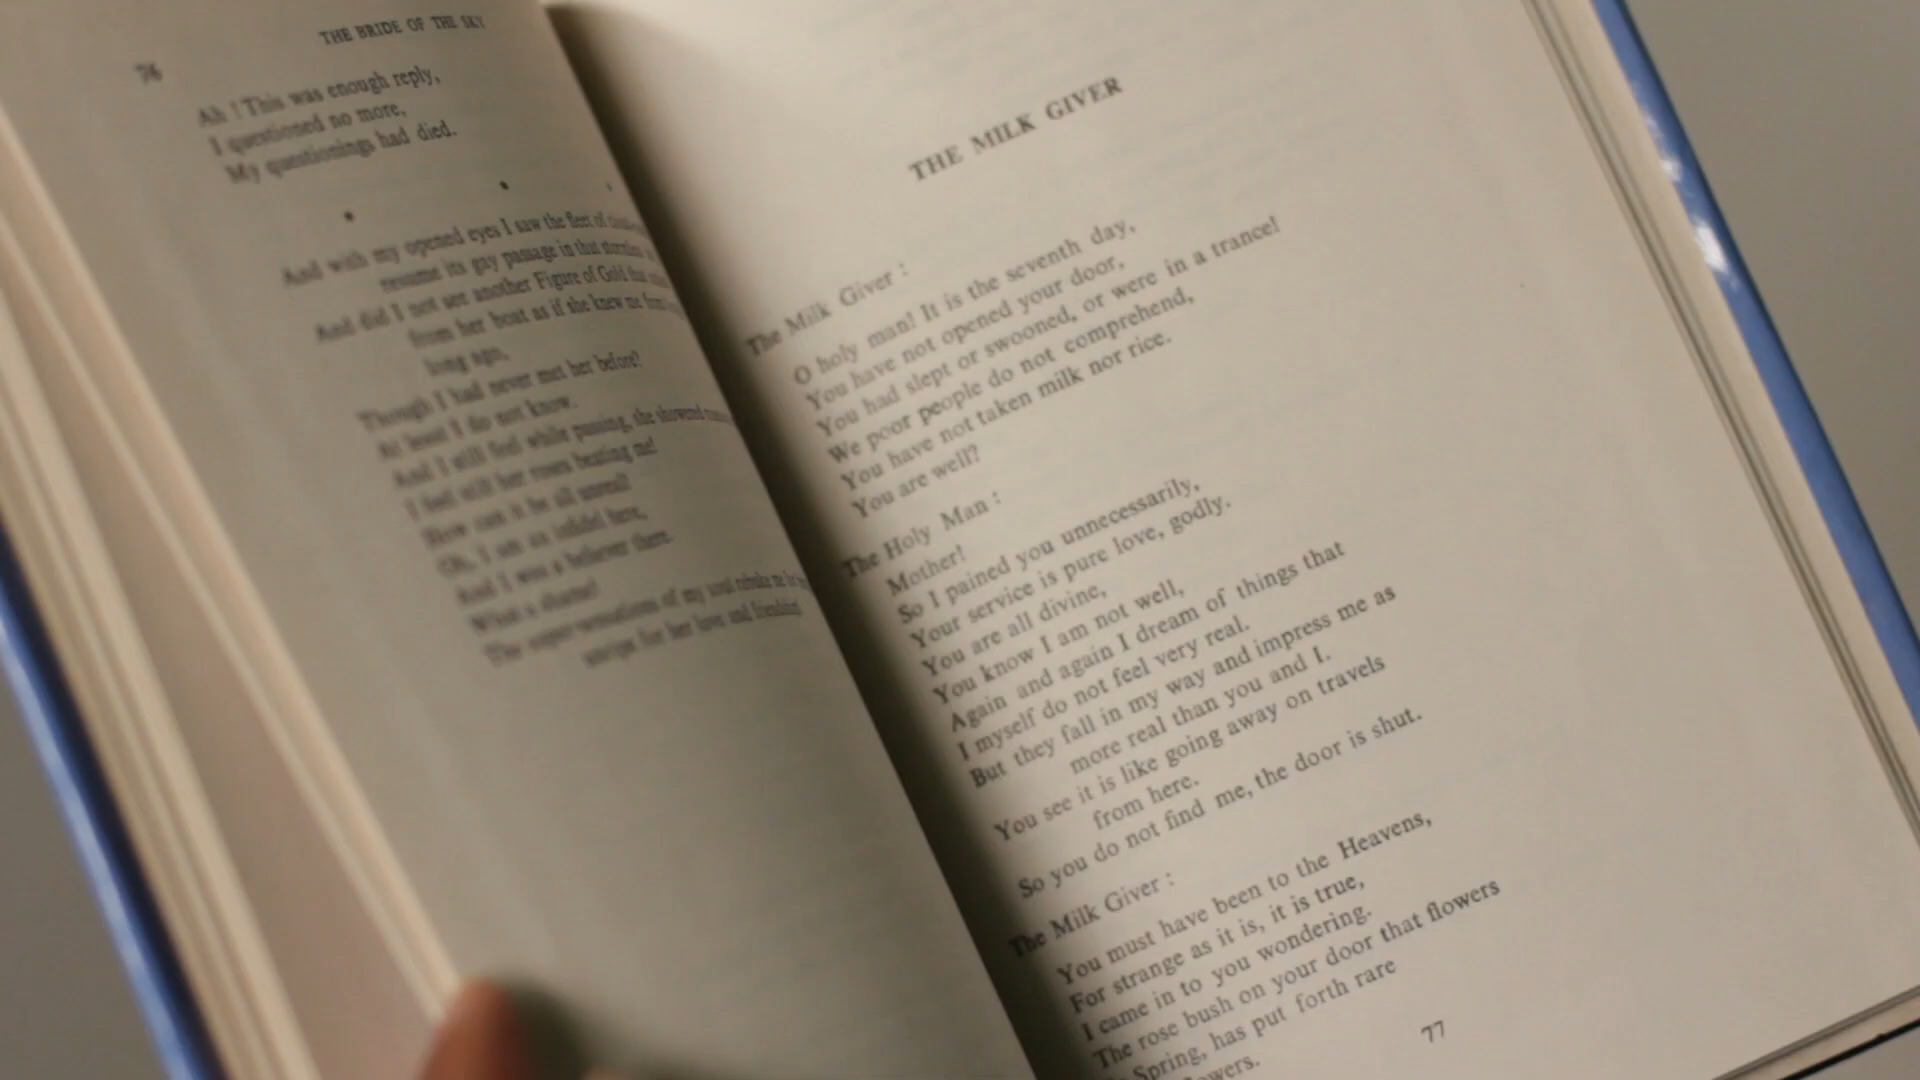 76
THE BRIDE OF THE SKY
Ah ! This was enough reply,
I questioned no more,
My questionings had died.
And with my opened eyes I saw the fleet of
resume its gay passage in that stormless
And did I not see another Figure of Gold that
from her boat as if she knew me from
long ago,
Though I had never met her before?
At least I do not know.
And I still feel while passing, she showered
I feel still her roses beating me!
How can it be all unreal?
Oh, I am an infidel here,
And I was a believer there.
What a shame!
The super-sensations of my soul rebuke me
for her love and friendship!
THE MILK GIVER
The Milk Giver :
O holy man! It is the seventh day,
You have not opened your door,
You had slept or swooned, or were in a trance!
We poor people do not comprehend,
You have not taken milk nor rice.
You are well?
The Holy Man :
Mother!
So I pained you unnecessarily,
Your service is pure love, godly.
You are all divine,
You know I am not well,
Again and again I dream of things that
I myself do not feel very real.
But they fall in my way and impress me as
more real than you and I.
You see it is like going away on travels
from here.
So you do not find me, the door is shut.
The Milk Giver :
You must have been to the Heavens,
For strange as it is, it is true,
I came in to you wondering.
The rose bush on your door that flowers
Spring, has put forth rare
77